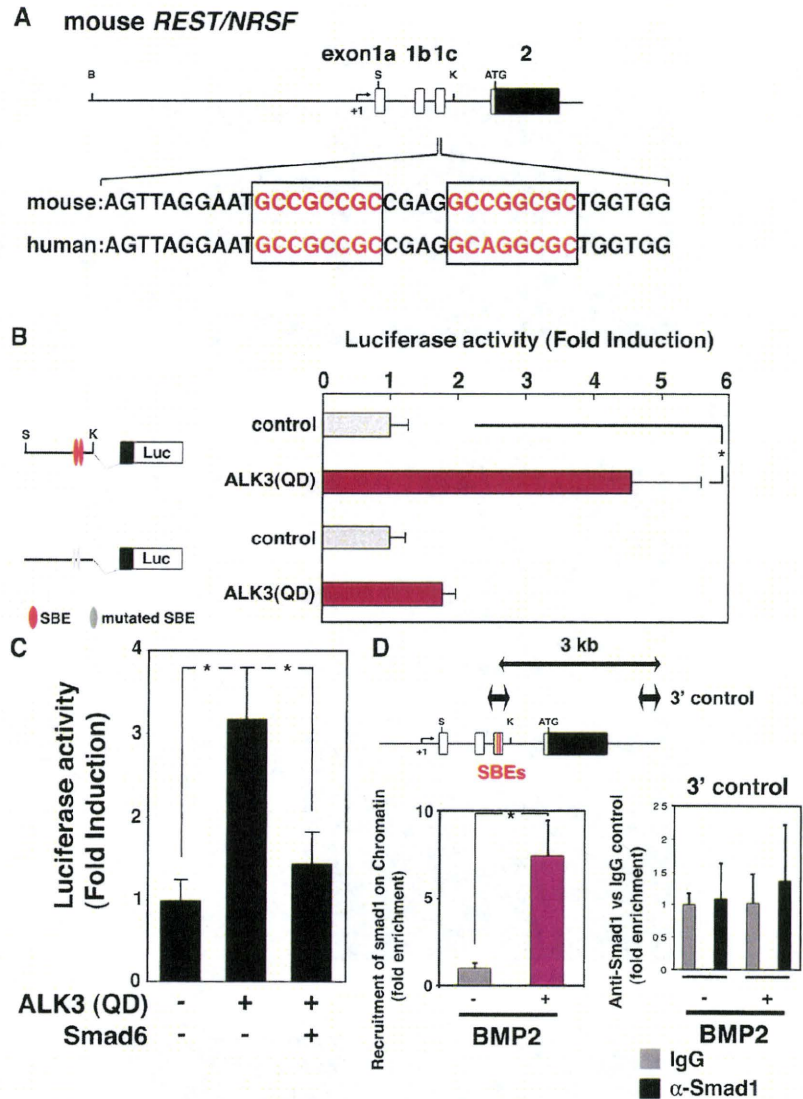 A mouse REST/NRSF
exon1a 1b 1c 2
B S K ATG
+1
mouse:AGTTAGGAATGCCGCCGCCCGAGGCCGGCGCTGGTGG
human:AGTTAGGAATGCCGCCGCCCGAGGCAGGCGCTGGTGG
B
Luciferase activity (Fold Induction)
0 1 2 3 4 5 6
S K
Luc
control
*
ALK3(QD)
Luc
control
ALK3(QD)
SBE mutated SBE
C
Luciferase activity
(Fold Induction)
4
3
2
1
0
* *
ALK3 (QD) - + +
Smad6 - - +
D
3 kb
3' control
S K ATG
+1
SBEs
Recruitment of smad1 on Chromatin
(fold enrichment)
10
5
0
*
- +
BMP2
3' control
Anti-Smad1 vs IgG control
(fold enrichment)
2 5
2
1 5
1
0 5
0
- +
BMP2
IgG
α-Smad1